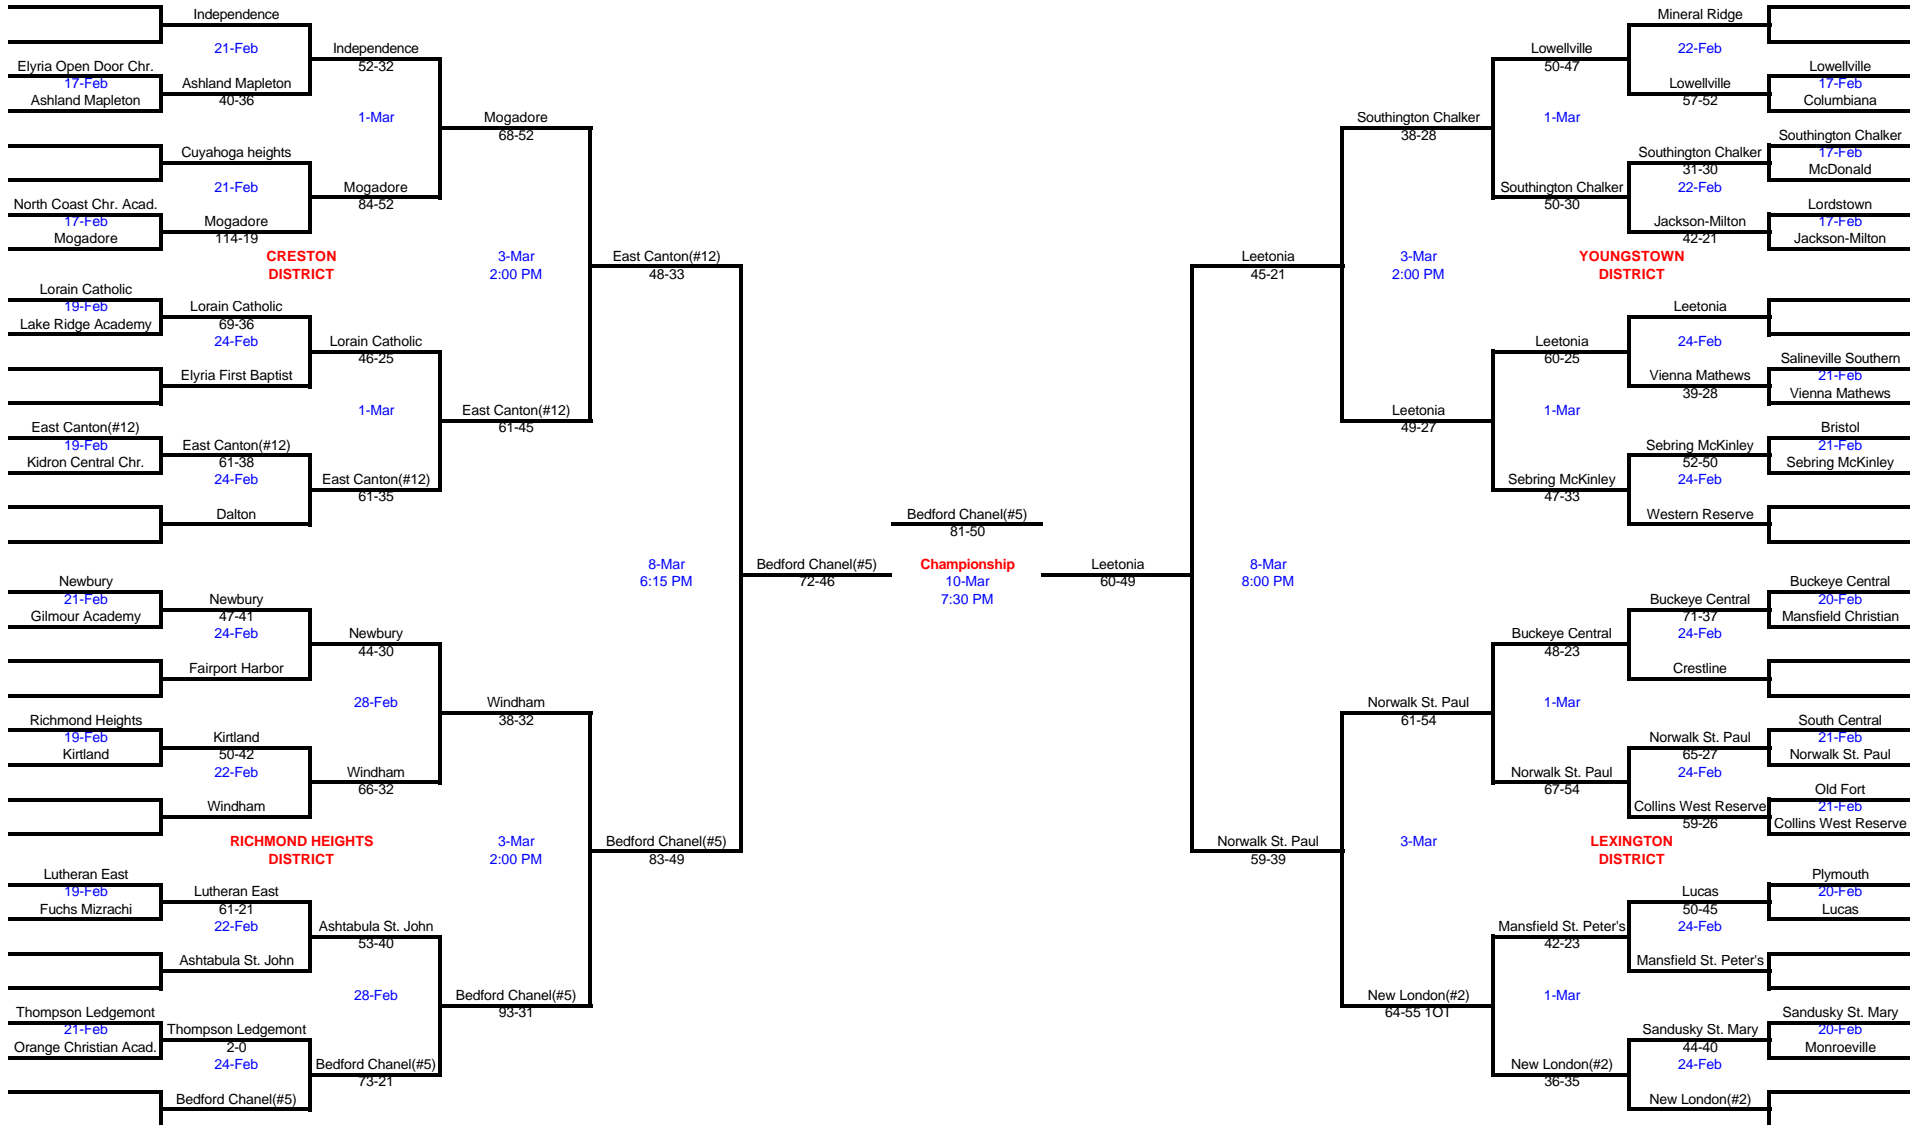 Independence
21-Feb
Independence
52-32
Elyria Open Door Chr.
17-Feb
Ashland Mapleton
Ashland Mapleton
40-36
1-Mar
Mogadore
68-52
Cuyahoga heights
21-Feb
Mogadore
84-52
North Coast Chr. Acad.
17-Feb
Mogadore
Mogadore
114-19
CRESTON
DISTRICT
3-Mar
2:00 PM
East Canton(#12)
48-33
Lorain Catholic
19-Feb
Lake Ridge Academy
Lorain Catholic
69-36
24-Feb
Lorain Catholic
46-25
Elyria First Baptist
1-Mar
East Canton(#12)
61-45
East Canton(#12)
19-Feb
Kidron Central Chr.
East Canton(#12)
61-38
24-Feb
East Canton(#12)
61-35
Dalton
8-Mar
6:15 PM
Bedford Chanel(#5)
72-46
Newbury
21-Feb
Gilmour Academy
Newbury
47-41
24-Feb
Newbury
44-30
Fairport Harbor
28-Feb
Windham
38-32
Richmond Heights
19-Feb
Kirtland
Kirtland
50-42
22-Feb
Windham
66-32
Windham
RICHMOND HEIGHTS
DISTRICT
3-Mar
2:00 PM
Bedford Chanel(#5)
83-49
Lutheran East
19-Feb
Fuchs Mizrachi
Lutheran East
61-21
22-Feb
Ashtabula St. John
53-40
Ashtabula St. John
28-Feb
Bedford Chanel(#5)
93-31
Thompson Ledgemont
21-Feb
Orange Christian Acad.
Thompson Ledgemont
2-0
24-Feb
Bedford Chanel(#5)
73-21
Bedford Chanel(#5)
Bedford Chanel(#5)
81-50
Championship
10-Mar
7:30 PM
Leetonia
60-49
8-Mar
8:00 PM
Mineral Ridge
22-Feb
Lowellville
50-47
Lowellville
17-Feb
Columbiana
Lowellville
57-52
1-Mar
Southington Chalker
38-28
Southington Chalker
17-Feb
McDonald
Southington Chalker
31-30
22-Feb
Southington Chalker
50-30
Lordstown
17-Feb
Jackson-Milton
Jackson-Milton
42-21
YOUNGSTOWN
DISTRICT
3-Mar
2:00 PM
Leetonia
45-21
Leetonia
24-Feb
Leetonia
60-25
Salineville Southern
21-Feb
Vienna Mathews
Vienna Mathews
39-28
1-Mar
Leetonia
49-27
Bristol
21-Feb
Sebring McKinley
Sebring McKinley
52-50
24-Feb
Sebring McKinley
47-33
Western Reserve
Buckeye Central
20-Feb
Mansfield Christian
Buckeye Central
71-37
24-Feb
Buckeye Central
48-23
Crestline
1-Mar
Norwalk St. Paul
61-54
South Central
21-Feb
Norwalk St. Paul
Norwalk St. Paul
65-27
24-Feb
Norwalk St. Paul
67-54
Old Fort
21-Feb
Collins West Reserve
Collins West Reserve
59-26
LEXINGTON
DISTRICT
3-Mar
Norwalk St. Paul
59-39
Plymouth
20-Feb
Lucas
Lucas
50-45
24-Feb
Mansfield St. Peter's
42-23
Mansfield St. Peter's
1-Mar
New London(#2)
64-55 1OT
Sandusky St. Mary
20-Feb
Monroeville
Sandusky St. Mary
44-40
24-Feb
New London(#2)
36-35
New London(#2)